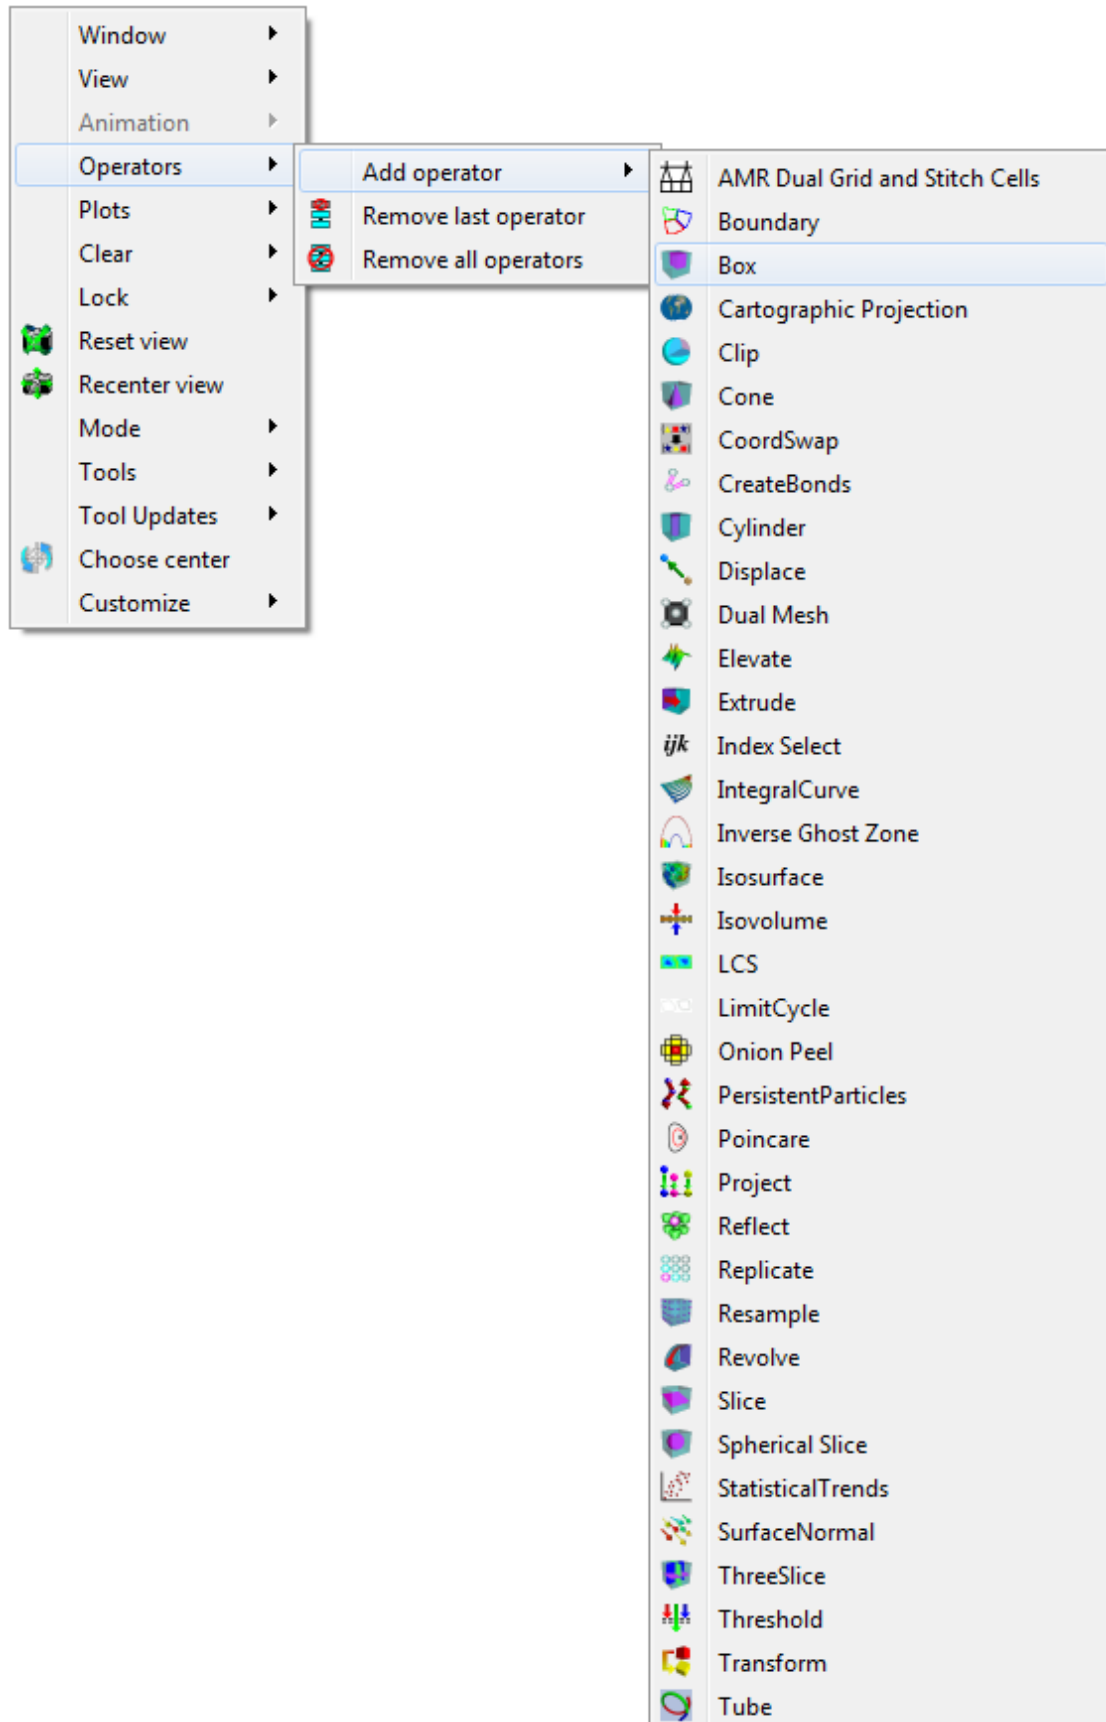 Window
View
Animation
Operators
Plots
Clear
Lock
Reset view
Recenter view
Mode
Tools
Tool Updates
Choose center
Customize
Add operator
Remove last operator
Remove all operators
AMR Dual Grid and Stitch Cells
Boundary
Box
Cartographic Projection
Clip
Cone
CoordSwap
CreateBonds
Cylinder
Displace
Dual Mesh
Elevate
Extrude
ijk Index Select
IntegralCurve
Inverse Ghost Zone
Isosurface
Isovolume
LCS
LimitCycle
Onion Peel
PersistentParticles
Poincare
Project
Reflect
Replicate
Resample
Revolve
Slice
Spherical Slice
StatisticalTrends
SurfaceNormal
ThreeSlice
Threshold
Transform
Tube